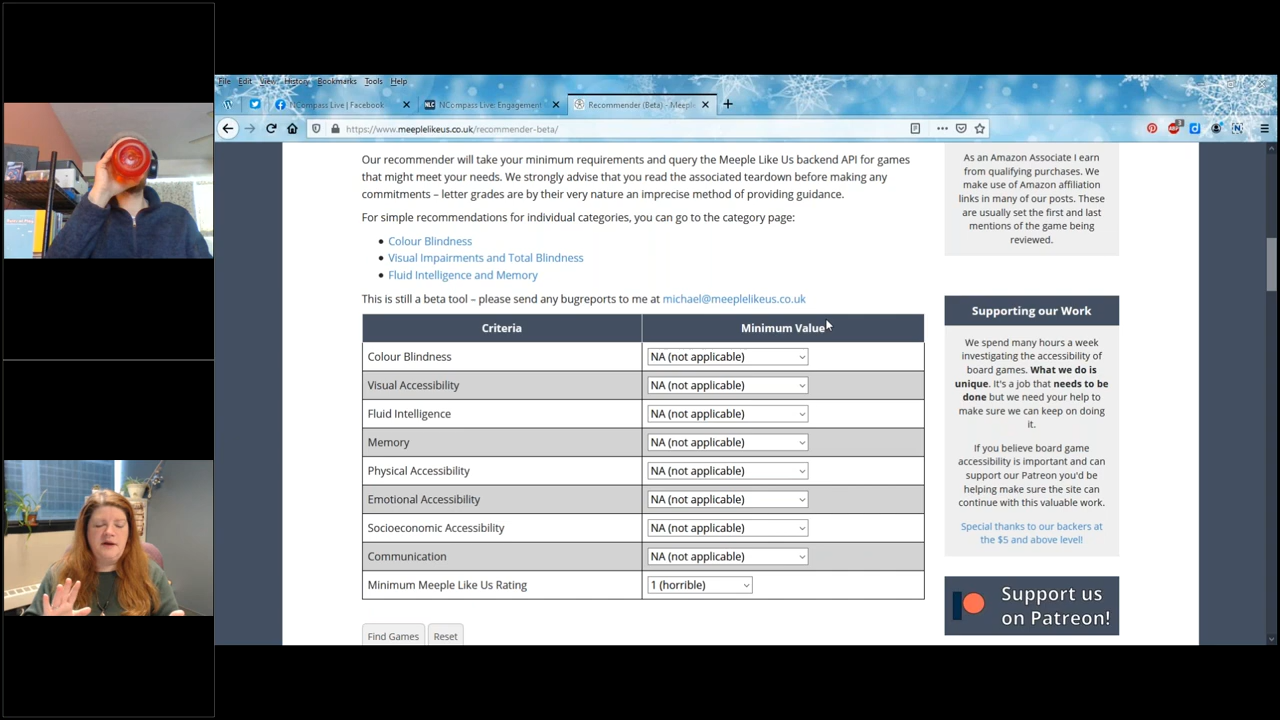 File Edit View History Bookmarks Tools Help
NCompass Live | Facebook
NLC NCompass Live: Engagement
Recommender (Beta) - Meeple
https://www.meeplelikeus.co.uk/recommender-beta/
Our recommender will take your minimum requirements and query the Meeple Like Us backend API for games
that might meet your needs. We strongly advise that you read the associated teardown before making any
commitments – letter grades are by their very nature an imprecise method of providing guidance.
For simple recommendations for individual categories, you can go to the category page:
Colour Blindness
Visual Impairments and Total Blindness
Fluid Intelligence and Memory
This is still a beta tool – please send any bugreports to me at michael@meeplelikeus.co.uk
Criteria Minimum Value
Colour Blindness NA (not applicable)
Visual Accessibility NA (not applicable)
Fluid Intelligence NA (not applicable)
Memory NA (not applicable)
Physical Accessibility NA (not applicable)
Emotional Accessibility NA (not applicable)
Socioeconomic Accessibility NA (not applicable)
Communication NA (not applicable)
Minimum Meeple Like Us Rating 1 (horrible)
Find Games Reset
As an Amazon Associate I earn
from qualifying purchases. We
make use of Amazon affiliation
links in many of our posts. These
are usually set the first and last
mentions of the game being
reviewed.
Supporting our Work
We spend many hours a week
investigating the accessibility of
board games. What we do is
unique. It's a job that needs to be
done but we need your help to
make sure we can keep on doing
it.
If you believe board game
accessibility is important and can
support our Patreon you'd be
helping make sure the site can
continue with this valuable work.
Special thanks to our backers at
the $5 and above level!
Support us
on Patreon!